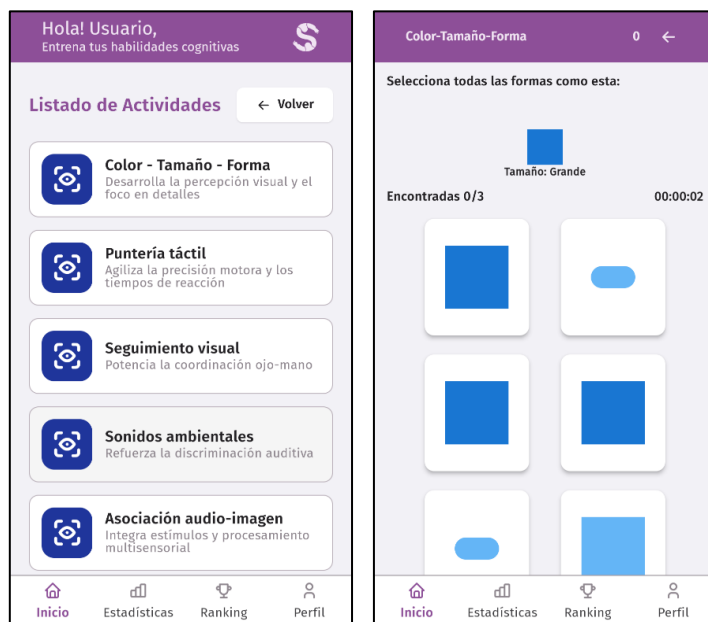 Hola! Usuario,
Entrena tus habilidades cognitivas
Listado de Actividades
← Volver
Color - Tamaño - Forma
Desarrolla la percepción visual y el
foco en detalles
Puntería táctil
Agiliza la precisión motora y los
tiempos de reacción
Seguimiento visual
Potencia la coordinación ojo-mano
Sonidos ambientales
Refuerza la discriminación auditiva
Asociación audio-imagen
Integra estímulos y procesamiento
multisensorial
Inicio Estadísticas Ranking Perfil
Color-Tamaño-Forma 0 ←
Selecciona todas las formas como esta:
Tamaño: Grande
Encontradas 0/3 00:00:02
Inicio Estadísticas Ranking Perfil